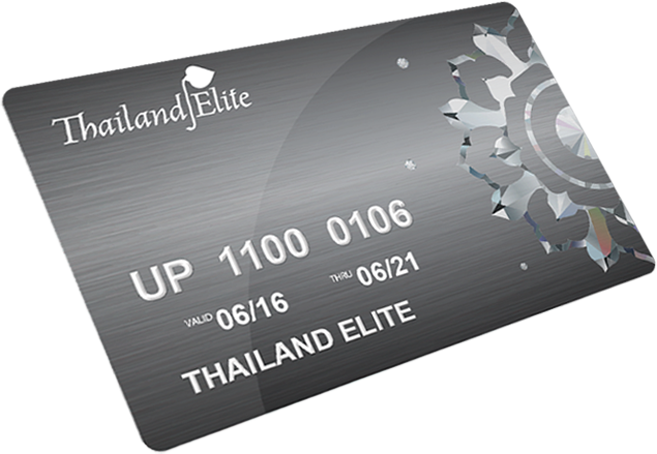 Thailand Elite
UP 1100 0106
VALID 06/16 THRU 06/21
THAILAND ELITE